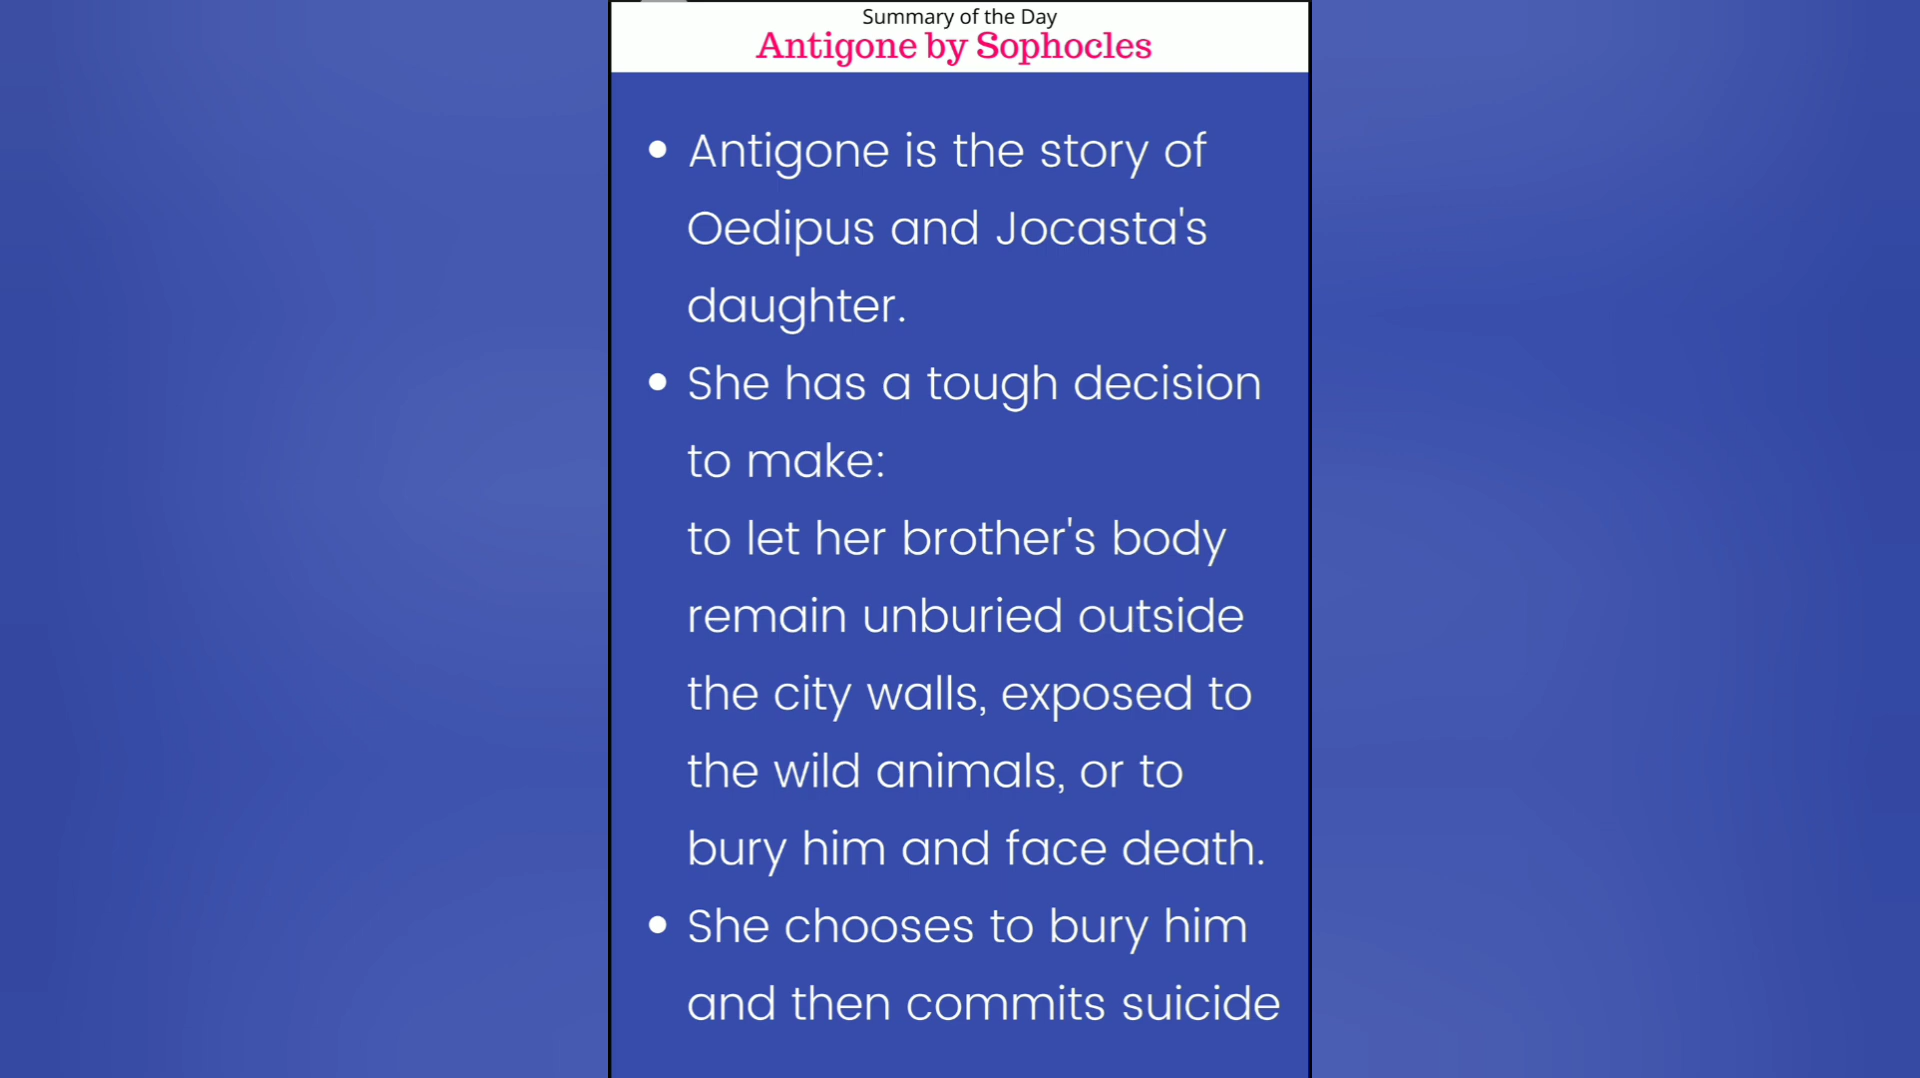 Summary of the Day
Antigone by Sophocles
• Antigone is the story of
Oedipus and Jocasta's
daughter.
• She has a tough decision
to make:
to let her brother's body
remain unburied outside
the city walls, exposed to
the wild animals, or to
bury him and face death.
• She chooses to bury him
and then commits suicide